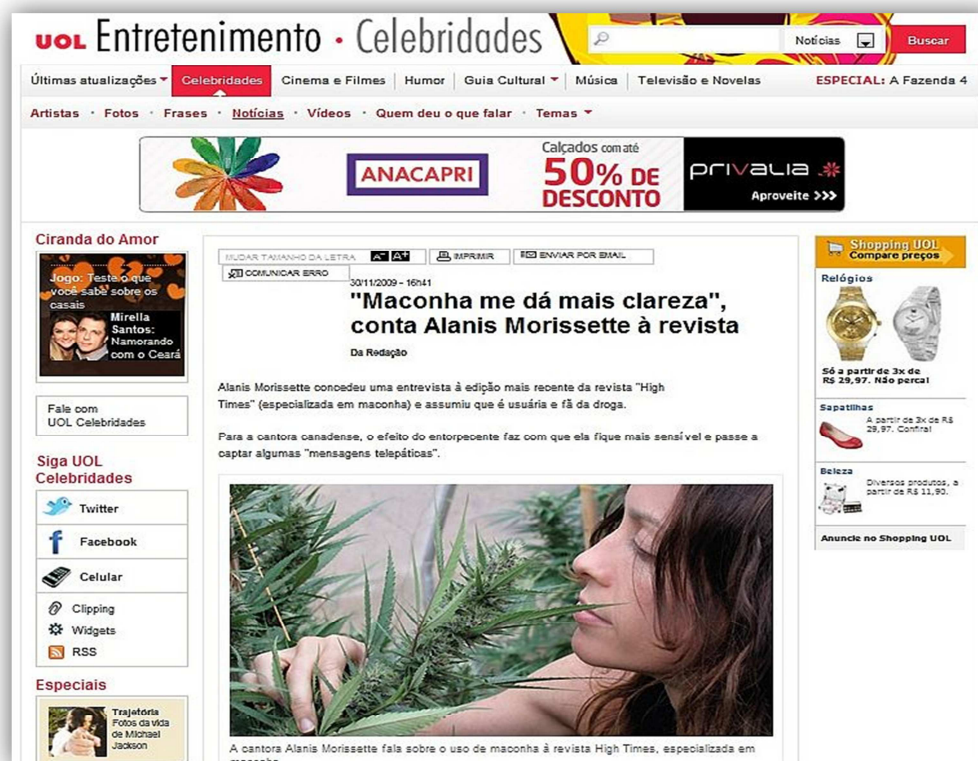 UOL Entretenimento · Celebridades
Notícias
Buscar
Últimas atualizações Celebridades Cinema e Filmes Humor Guia Cultural Música Televisão e Novelas ESPECIAL: A Fazenda 4
Artistas · Fotos · Frases · Notícias · Vídeos · Quem deu o que falar · Temas
ANACAPRI
Calçados com até
50% DE
DESCONTO
PRIVALIA
Aproveite >>>
Ciranda do Amor
Jogo: Teste o que
você sabe sobre os
casais
Mirella
Santos:
Namorando
com o Ceará
Fale com
UOL Celebridades
Siga UOL
Celebridades
Twitter
Facebook
Celular
Clipping
Widgets
RSS
Especiais
Trajetória
Fotos da vida
de Michael
Jackson
MUDAR TAMANHO DA LETRA A- A+ IMPRIMIR ENVIAR POR EMAIL
COMUNICAR ERRO
30/11/2009 - 16h41
"Maconha me dá mais clareza",
conta Alanis Morissette à revista
Da Redação
Alanis Morissette concedeu uma entrevista à edição mais recente da revista "High
Times" (especializada em maconha) e assumiu que é usuária e fã da droga.
Para a cantora canadense, o efeito do entorpecente faz com que ela fique mais sensível e passe a
captar algumas "mensagens telepáticas".
A cantora Alanis Morissette fala sobre o uso de maconha à revista High Times, especializada em
Shopping UOL
Compare preços
Relógios
Só a partir de 3x de
R$ 29,97. Não perca!
Sapatilhas
A partir de 3x de R$
29,97. Confira!
Beleza
Diversos produtos, a
partir de R$ 11,90.
Anuncie no Shopping UOL